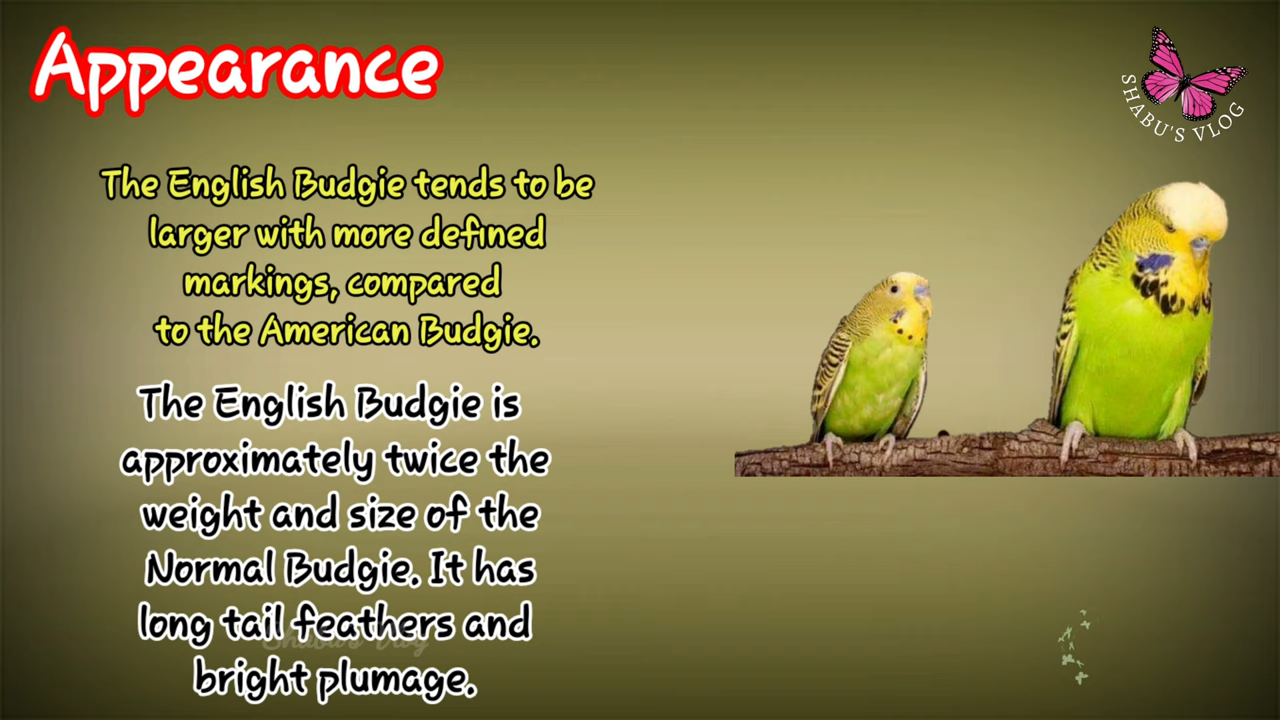 Appearance
SHABU'S VLOG
The English Budgie tends to be
larger with more defined
markings, compared
to the American Budgie.
The English Budgie is
approximately twice the
weight and size of the
Normal Budgie. It has
long tail feathers and
Shabu's Vlog
bright plumage.